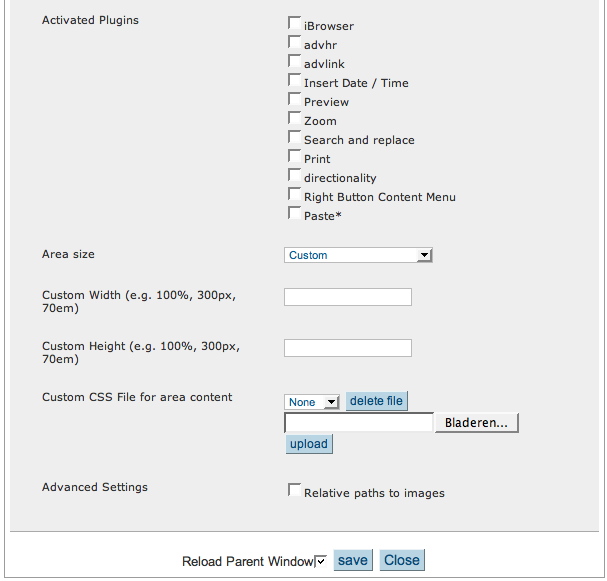 Activated Plugins
iBrowser
advhr
advlink
Insert Date / Time
Preview
Zoom
Search and replace
Print
directionality
Right Button Content Menu
Paste*
Area size
Custom
Custom Width (e.g. 100%, 300px,
70em)
Custom Height (e.g. 100%, 300px,
70em)
Custom CSS File for area content
None
delete file
Bladeren...
upload
Advanced Settings
Relative paths to images
Reload Parent Window
save
Close